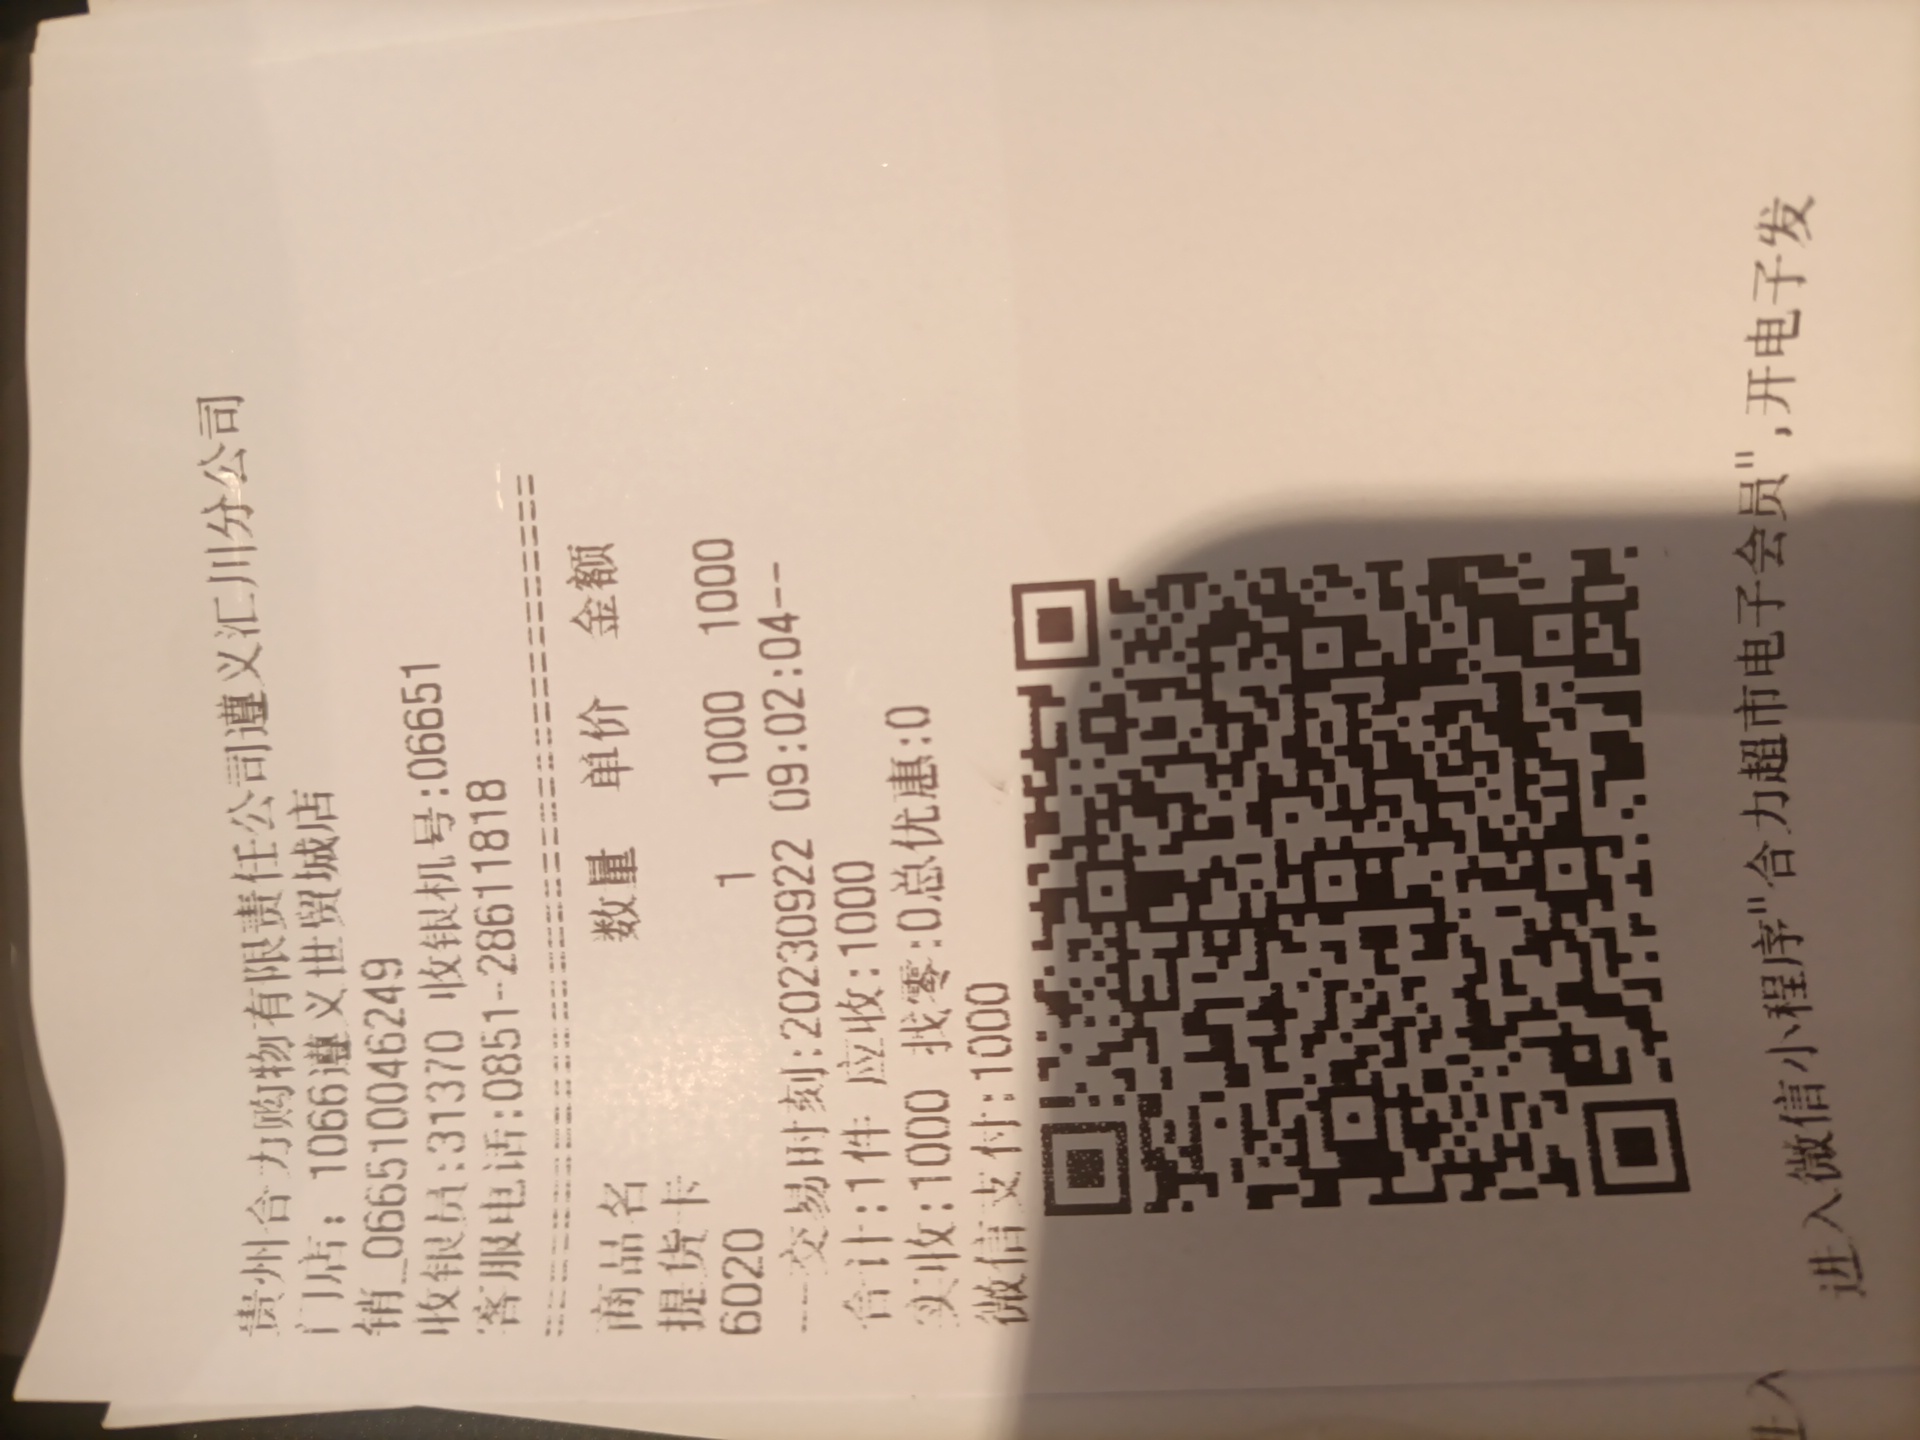 贵州合力购物有限责任公司遵义汇川分公司
门店：1066遵义世贸城店
销_066510046249
收银员:31370 收银机号:06651
客服电话:0851-28611818
商品名 数量 单价 金额
提货卡
6020 1 1000 1000
---交易时刻:20230922 09:02:04--
合计:1件 应收:1000
实收:1000 找零:0总优惠:0
微信支付:1000
进入微信小程序"合力超市电子会员",开电子发
进入